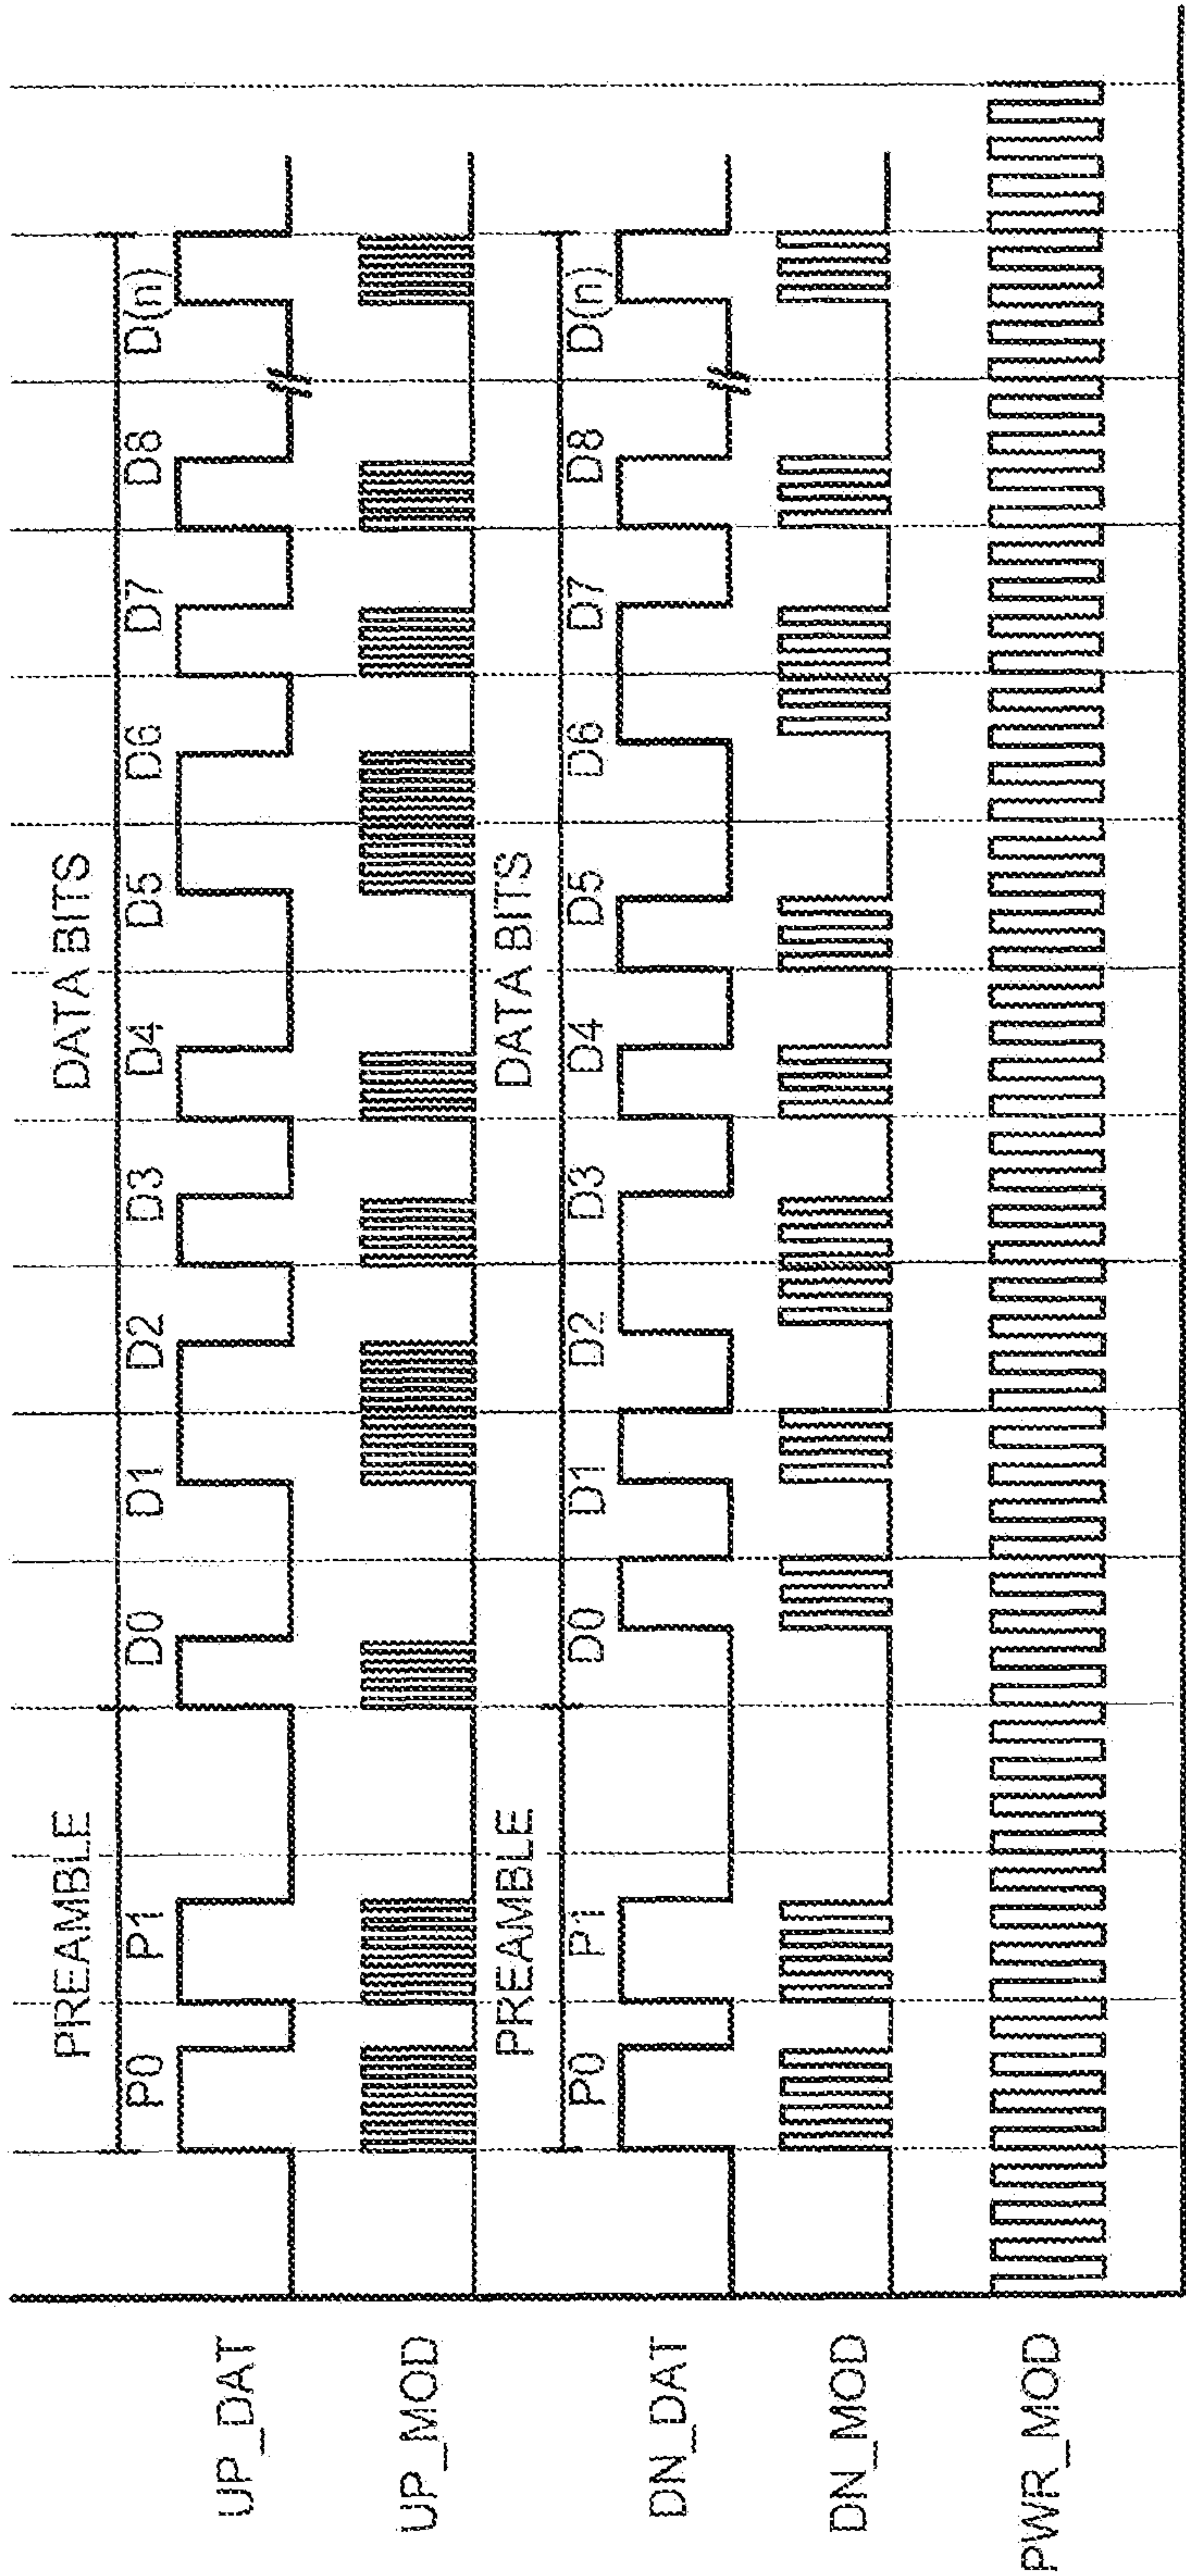 PREAMBLE DATA BITS
P0 P1 D0 D1 D2 D3 D4 D5 D6 D7 D8 D(n)
UP_DAT
UP_MOD
PREAMBLE DATA BITS
P0 P1 D0 D1 D2 D3 D4 D5 D6 D7 D8 D(n)
DN_DAT
DN_MOD
PWR_MOD